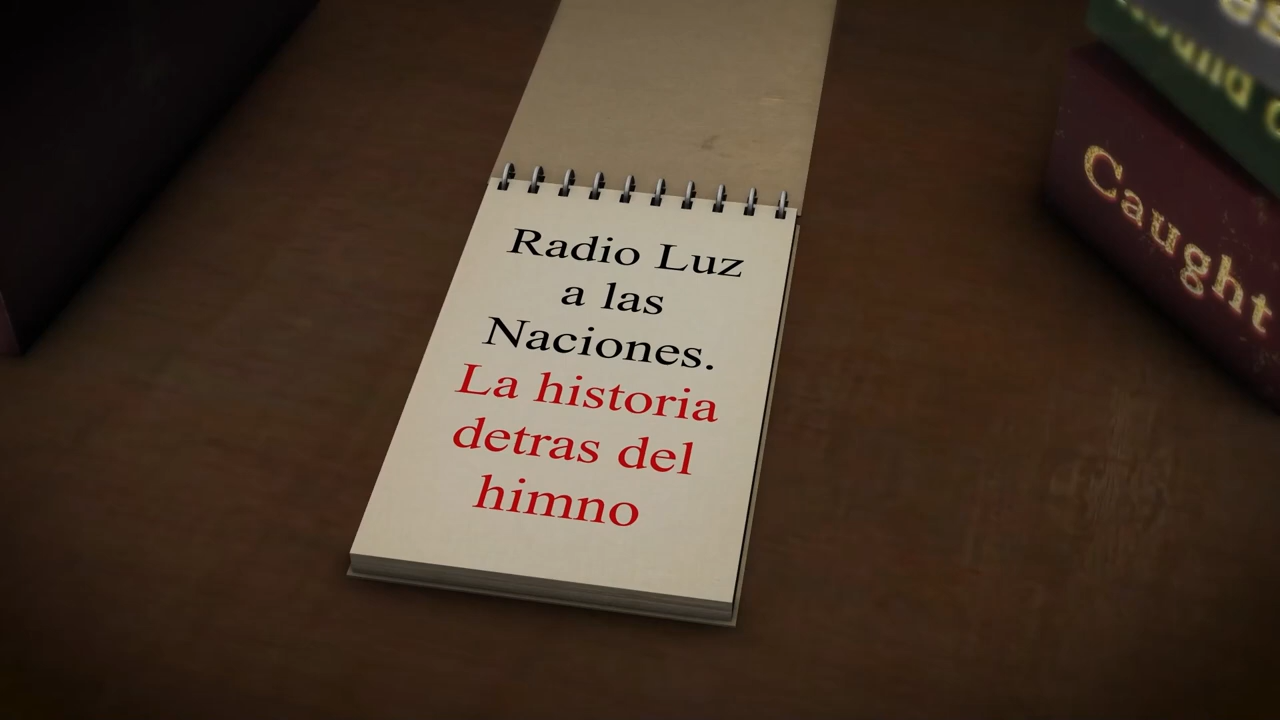 Radio Luz
a las
Naciones.
La historia
detras del
himno
Caught